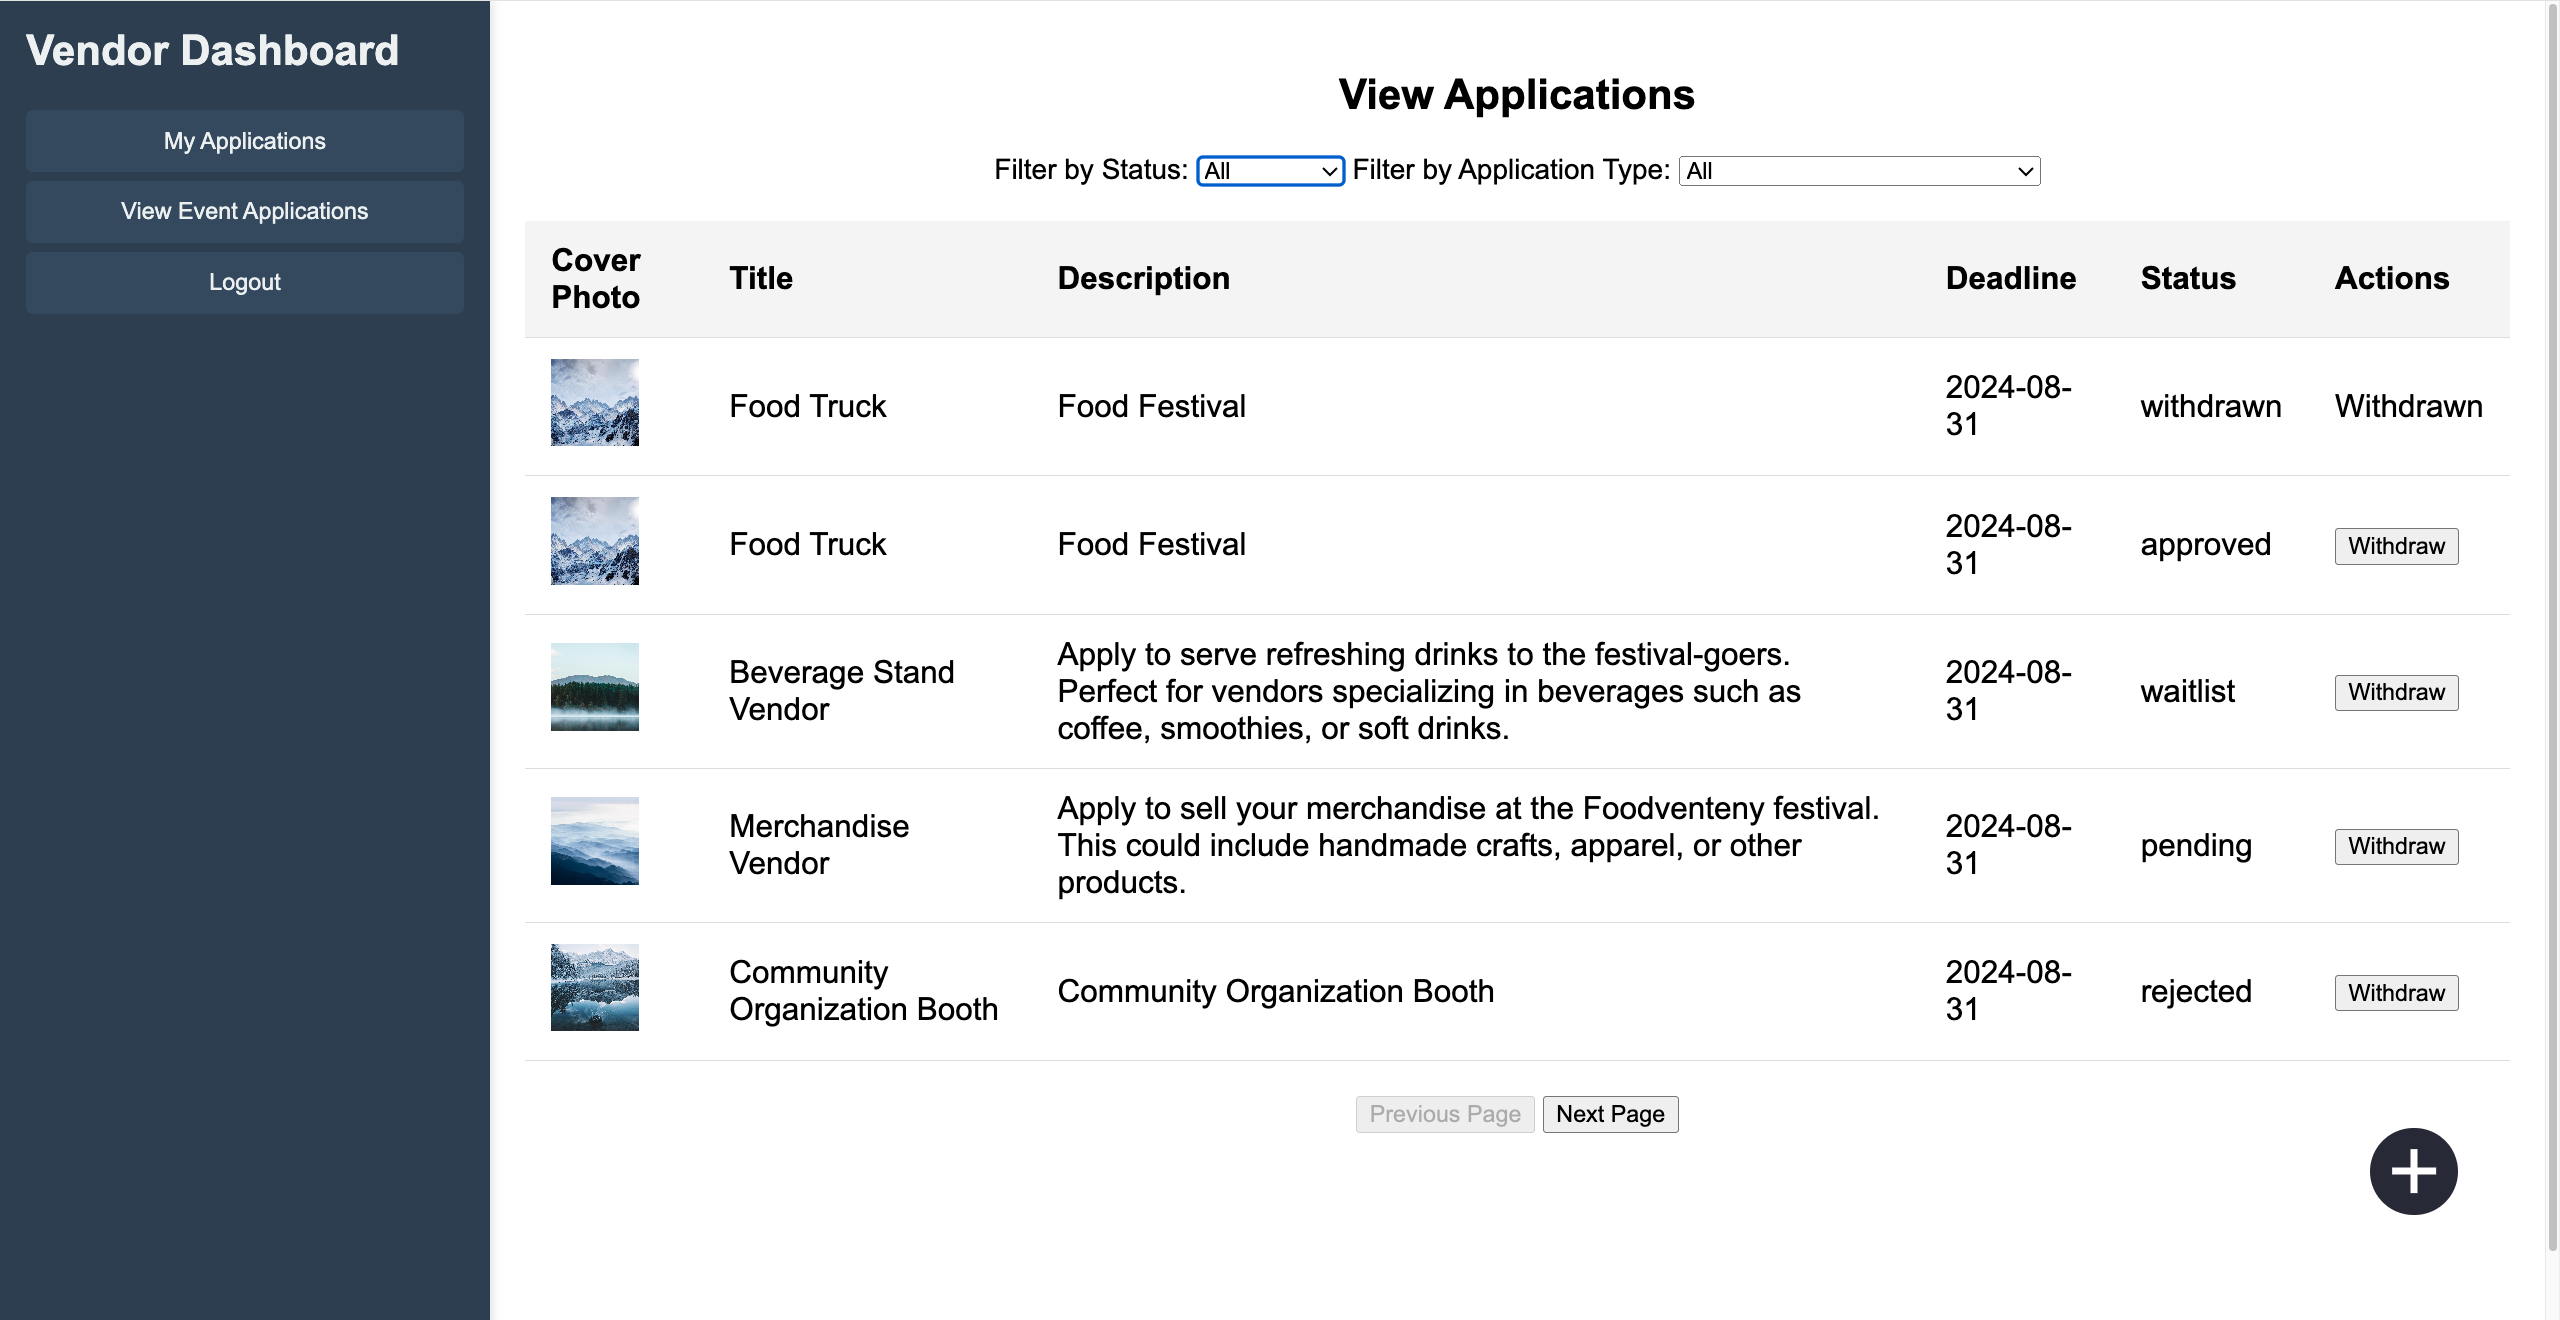 Vendor Dashboard
My Applications
View Event Applications
Logout
View Applications
Filter by Status: All Filter by Application Type: All
Cover
Photo
Title
Description
Deadline
Status
Actions
Food Truck
Food Festival
2024-08-
31
withdrawn
Withdrawn
Food Truck
Food Festival
2024-08-
31
approved
Withdraw
Beverage Stand
Vendor
Apply to serve refreshing drinks to the festival-goers.
Perfect for vendors specializing in beverages such as
coffee, smoothies, or soft drinks.
2024-08-
31
waitlist
Withdraw
Merchandise
Vendor
Apply to sell your merchandise at the Foodventeny festival.
This could include handmade crafts, apparel, or other
products.
2024-08-
31
pending
Withdraw
Community
Organization Booth
Community Organization Booth
2024-08-
31
rejected
Withdraw
Previous Page Next Page
+